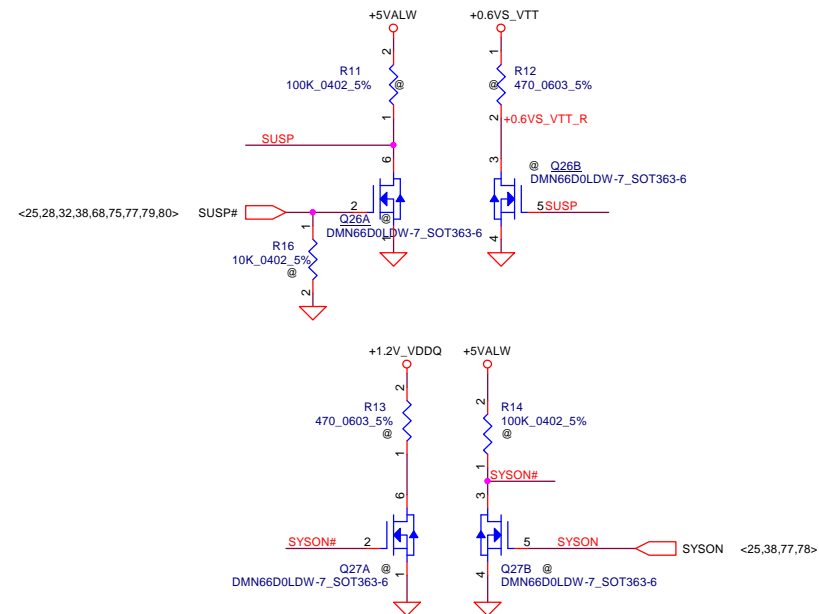 +5VALW
+0.6VS_VTT
2
R11
100K_0402_5%
@
1
1
R12
@
470_0603_5%
2
+0.6VS_VTT_R
SUSP
6
3
@ Q26B
DMN66D0LDW-7_SOT363-6
<25,28,32,38,68,75,77,79,80>
SUSP#
2
Q26A @
DMN66D0LDW-7_SOT363-6
1
5
SUSP
4
1
R16
10K_0402_5%
@
2
+1.2V_VDDQ
+5VALW
2
R13
470_0603_5%
@
1
2
R14
100K_0402_5%
@
1
SYSON#
6
3
SYSON#
2
5
SYSON
SYSON
<25,38,77,78>
1
4
Q27A @
DMN66D0LDW-7_SOT363-6
Q27B @
DMN66D0LDW-7_SOT363-6